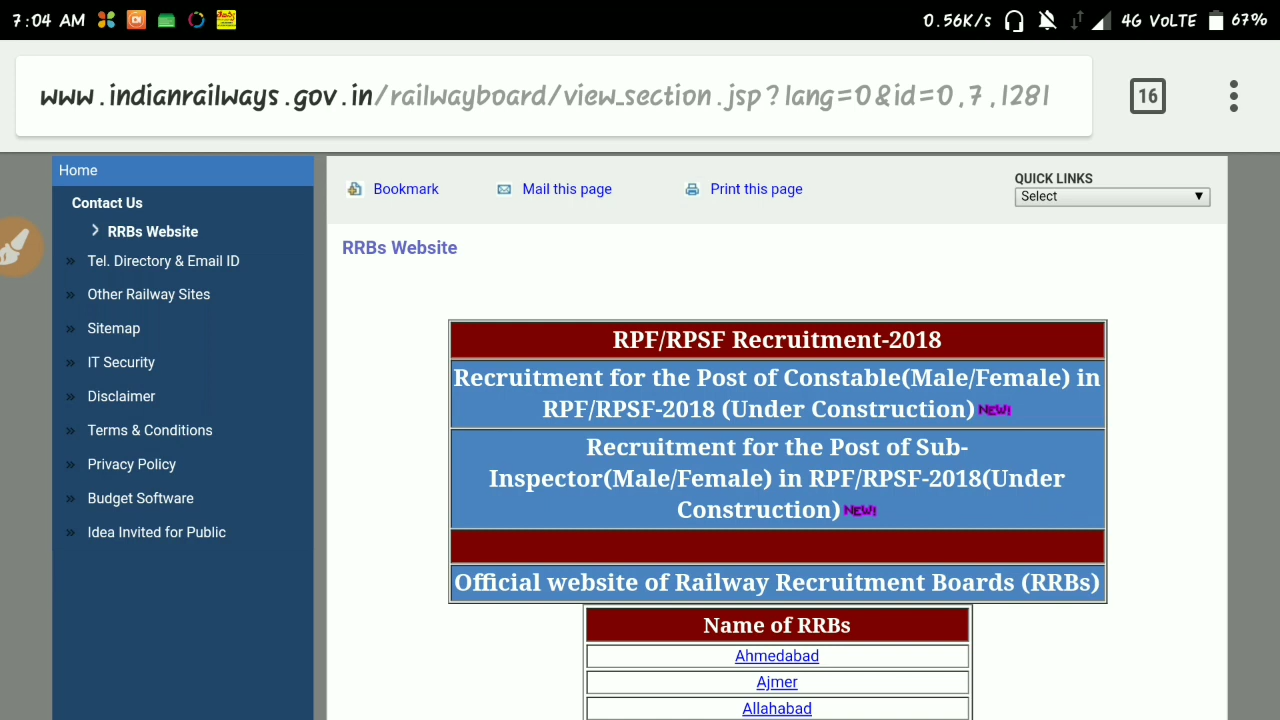 7:04 AM
0.56K/s
4G VoLTE
67%
www.indianrailways.gov.in/railwayboard/view_section.jsp?lang=0&id=0,7,1281
16
Home
Contact Us
RRBs Website
Tel. Directory & Email ID
Other Railway Sites
Sitemap
IT Security
Disclaimer
Terms & Conditions
Privacy Policy
Budget Software
Idea Invited for Public
Bookmark
Mail this page
Print this page
QUICK LINKS
Select
RRBs Website
RPF/RPSF Recruitment-2018
Recruitment for the Post of Constable(Male/Female) in
RPF/RPSF-2018 (Under Construction) NEW!
Recruitment for the Post of Sub-
Inspector(Male/Female) in RPF/RPSF-2018(Under
Construction) NEW!
Official website of Railway Recruitment Boards (RRBs)
Name of RRBs
Ahmedabad
Ajmer
Allahabad